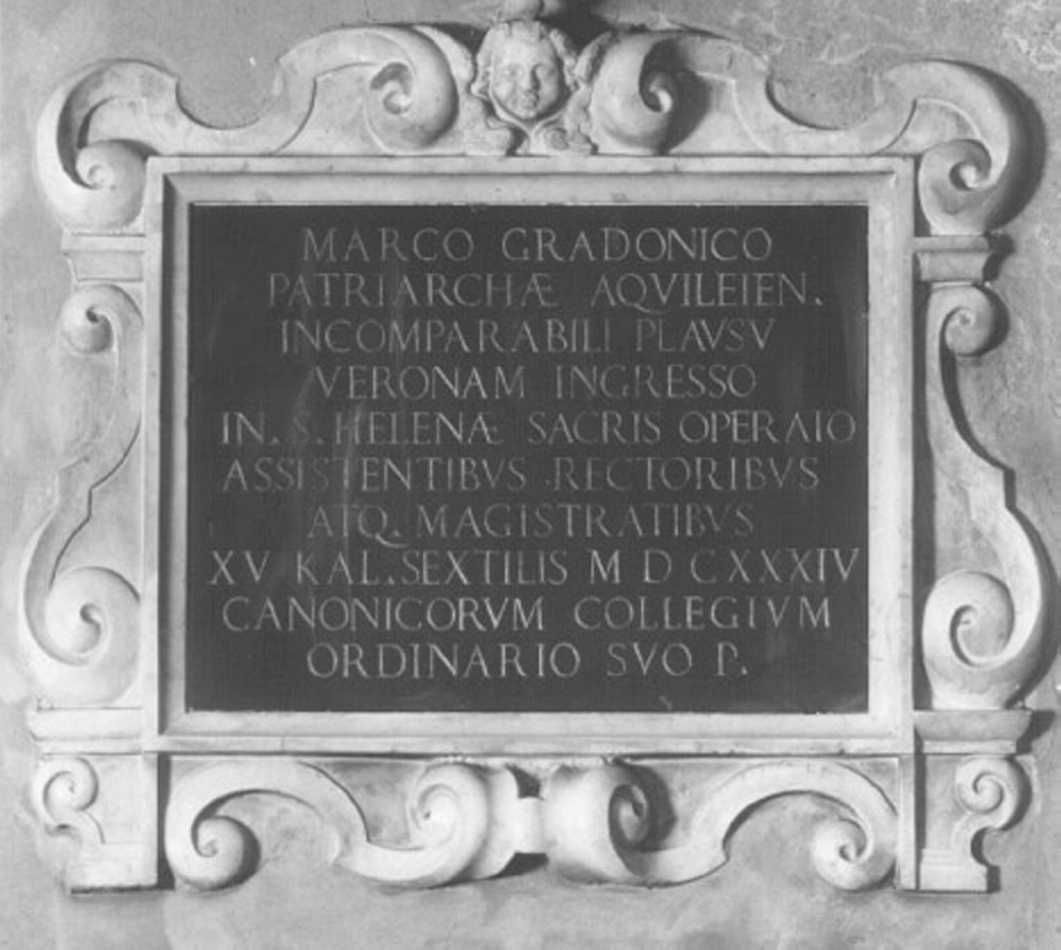 MARCO GRADONICO
PATRIARCHÆ AQVILEIEN.
INCOMPARABILI PLAVSV
VERONAM INGRESSO
IN. S. HELENÆ SACRIS OPERAIO
ASSISTENTIBVS RECTORIBVS
ATQ. MAGISTRATIBVS
XV KAL. SEXTILIS M D CXXXIV
CANONICORVM COLLEGIVM
ORDINARIO SVO P.